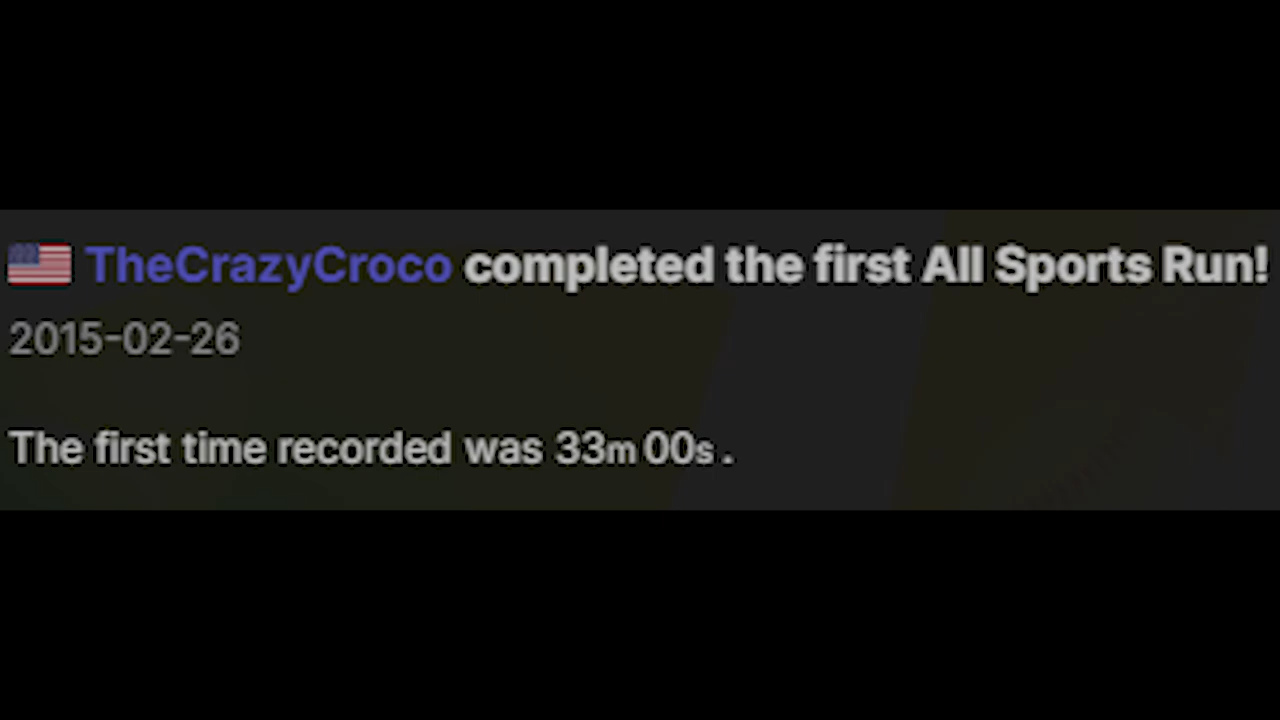 TheCrazyCroco completed the first All Sports Run!
2015-02-26
The first time recorded was 33m 00s .